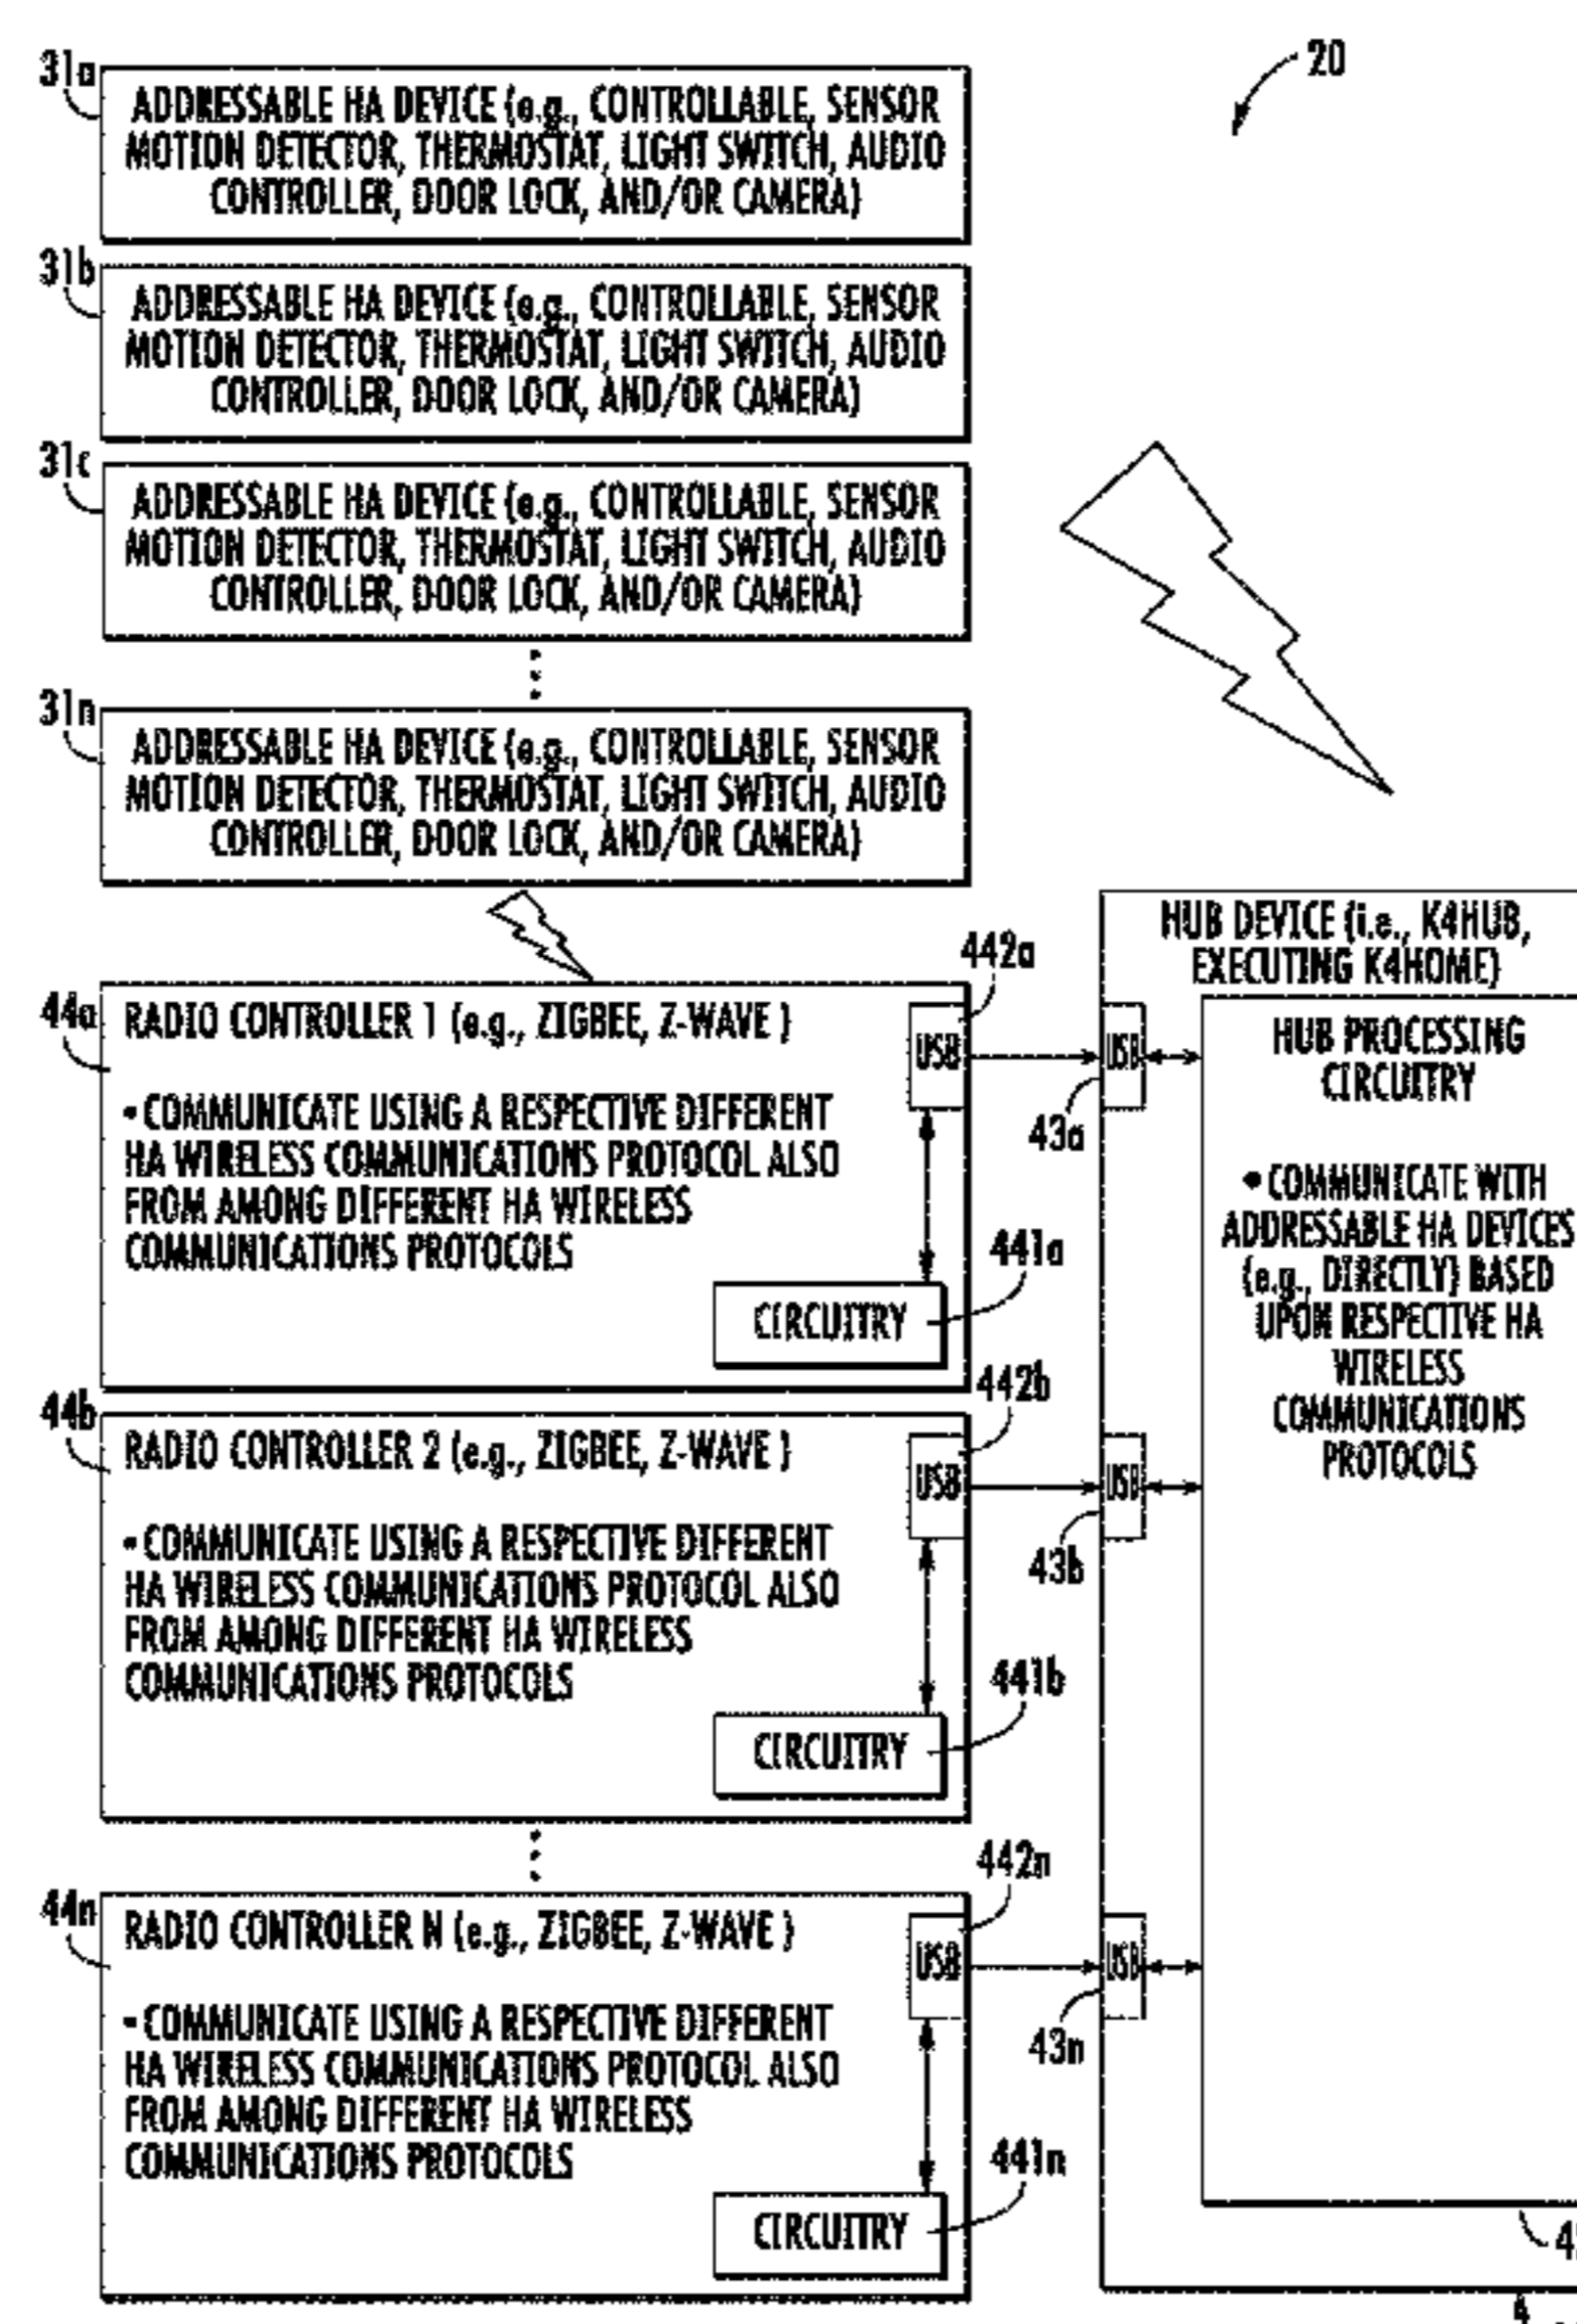 20
31a
ADDRESSABLE HA DEVICE (e.g., CONTROLLABLE, SENSOR
MOTION DETECTOR, THERMOSTAT, LIGHT SWITCH, AUDIO
CONTROLLER, DOOR LOCK, AND/OR CAMERA)
31b
ADDRESSABLE HA DEVICE (e.g., CONTROLLABLE, SENSOR
MOTION DETECTOR, THERMOSTAT, LIGHT SWITCH, AUDIO
CONTROLLER, DOOR LOCK, AND/OR CAMERA)
31c
ADDRESSABLE HA DEVICE (e.g., CONTROLLABLE, SENSOR
MOTION DETECTOR, THERMOSTAT, LIGHT SWITCH, AUDIO
CONTROLLER, DOOR LOCK, AND/OR CAMERA)
31n
ADDRESSABLE HA DEVICE (e.g., CONTROLLABLE, SENSOR
MOTION DETECTOR, THERMOSTAT, LIGHT SWITCH, AUDIO
CONTROLLER, DOOR LOCK, AND/OR CAMERA)
44a
RADIO CONTROLLER 1 (e.g., ZIGBEE, Z-WAVE )
• COMMUNICATE USING A RESPECTIVE DIFFERENT
HA WIRELESS COMMUNICATIONS PROTOCOL ALSO
FROM AMONG DIFFERENT HA WIRELESS
COMMUNICATIONS PROTOCOLS
442a
USB
441a
CIRCUITRY
44b
RADIO CONTROLLER 2 (e.g., ZIGBEE, Z-WAVE )
• COMMUNICATE USING A RESPECTIVE DIFFERENT
HA WIRELESS COMMUNICATIONS PROTOCOL ALSO
FROM AMONG DIFFERENT HA WIRELESS
COMMUNICATIONS PROTOCOLS
442b
USB
441b
CIRCUITRY
44n
RADIO CONTROLLER N (e.g., ZIGBEE, Z-WAVE )
• COMMUNICATE USING A RESPECTIVE DIFFERENT
HA WIRELESS COMMUNICATIONS PROTOCOL ALSO
FROM AMONG DIFFERENT HA WIRELESS
COMMUNICATIONS PROTOCOLS
442n
USB
441n
CIRCUITRY
HUB DEVICE (i.e., K4HUB,
EXECUTING K4HOME)
USB
43a
USB
43b
USB
43n
HUB PROCESSING
CIRCUITRY
• COMMUNICATE WITH
ADDRESSABLE HA DEVICES
(e.g., DIRECTLY) BASED
UPON RESPECTIVE HA
WIRELESS
COMMUNICATIONS
PROTOCOLS